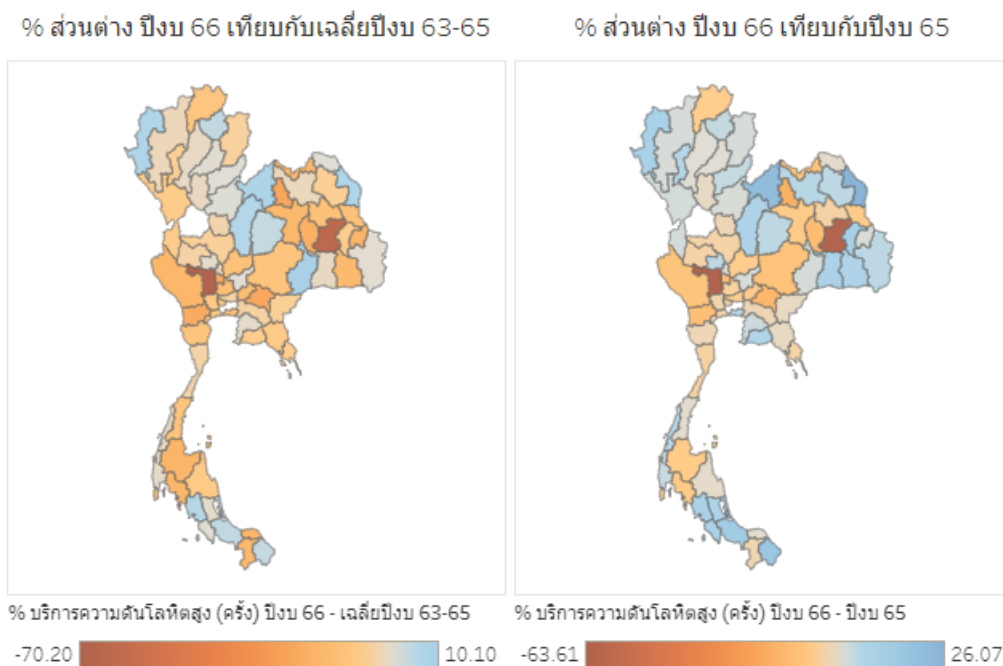 % ส่วนต่าง ปีงบ 66 เทียบกับเฉลี่ยปีงบ 63-65
% ส่วนต่าง ปีงบ 66 เทียบกับปีงบ 65
% บริการความดันโลหิตสูง (ครั้ง) ปีงบ 66 - เฉลี่ยปีงบ 63-65
% บริการความดันโลหิตสูง (ครั้ง) ปีงบ 66 - ปีงบ 65
-70.20 10.10
-63.61 26.07